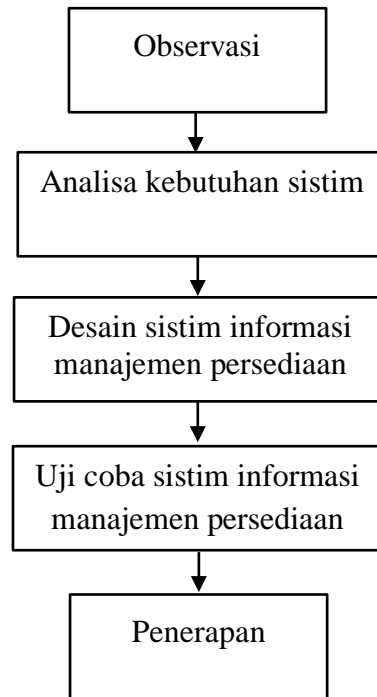 Observasi
Analisa kebutuhan sistim
Desain sistim informasi
manajemen persediaan
Uji coba sistim informasi
manajemen persediaan
Penerapan